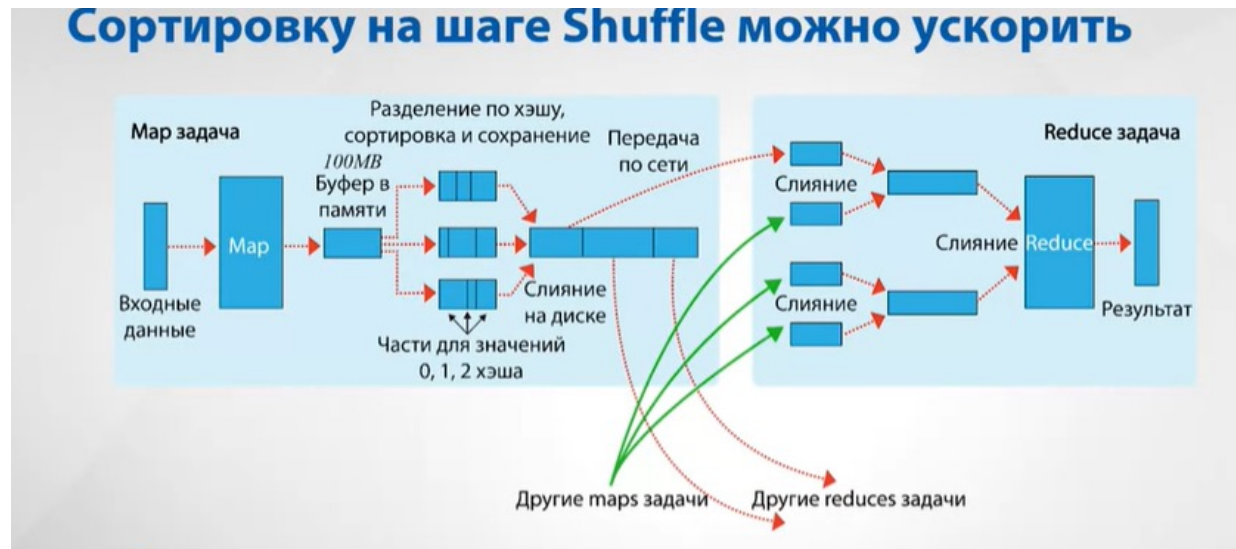 Сортировку на шаге Shuffle можно ускорить
Map задача
Разделение по хэшу,
сортировка и сохранение
100MB
Буфер в
памяти
Передача
по сети
Map
Входные
данные
Слияние
на диске
Части для значений
0, 1, 2 хэша
Reduce задача
Слияние
Слияние
Слияние
Reduce
Результат
Другие maps задачи
Другие reduces задачи